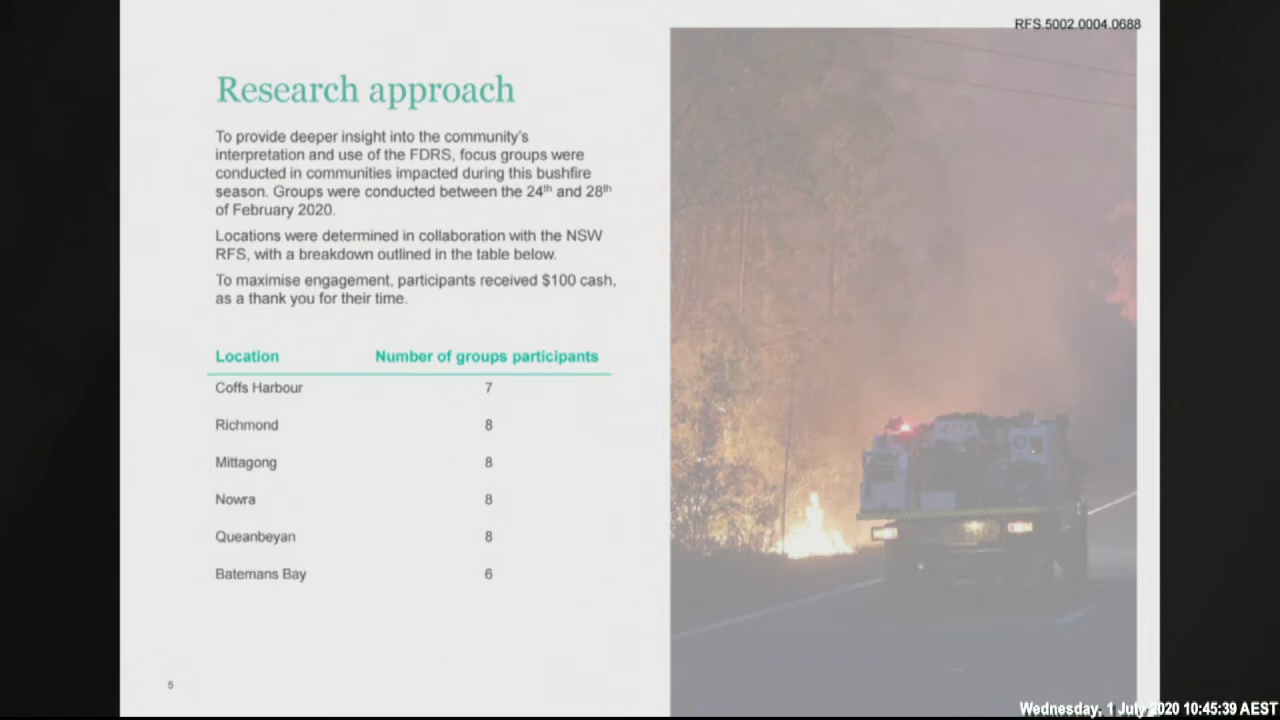 RFS.5002.0004.0688
Research approach
To provide deeper insight into the community's
interpretation and use of the FDRS, focus groups were
conducted in communities impacted during this bushfire
season. Groups were conducted between the 24th and 28th
of February 2020.
Locations were determined in collaboration with the NSW
RFS, with a breakdown outlined in the table below.
To maximise engagement, participants received $100 cash,
as a thank you for their time.
Location Number of groups participants
Coffs Harbour 7
Richmond 8
Mittagong 8
Nowra 8
Queanbeyan 8
Batemans Bay 6
5
Wednesday, 1 July 2020 10:45:39 AEST